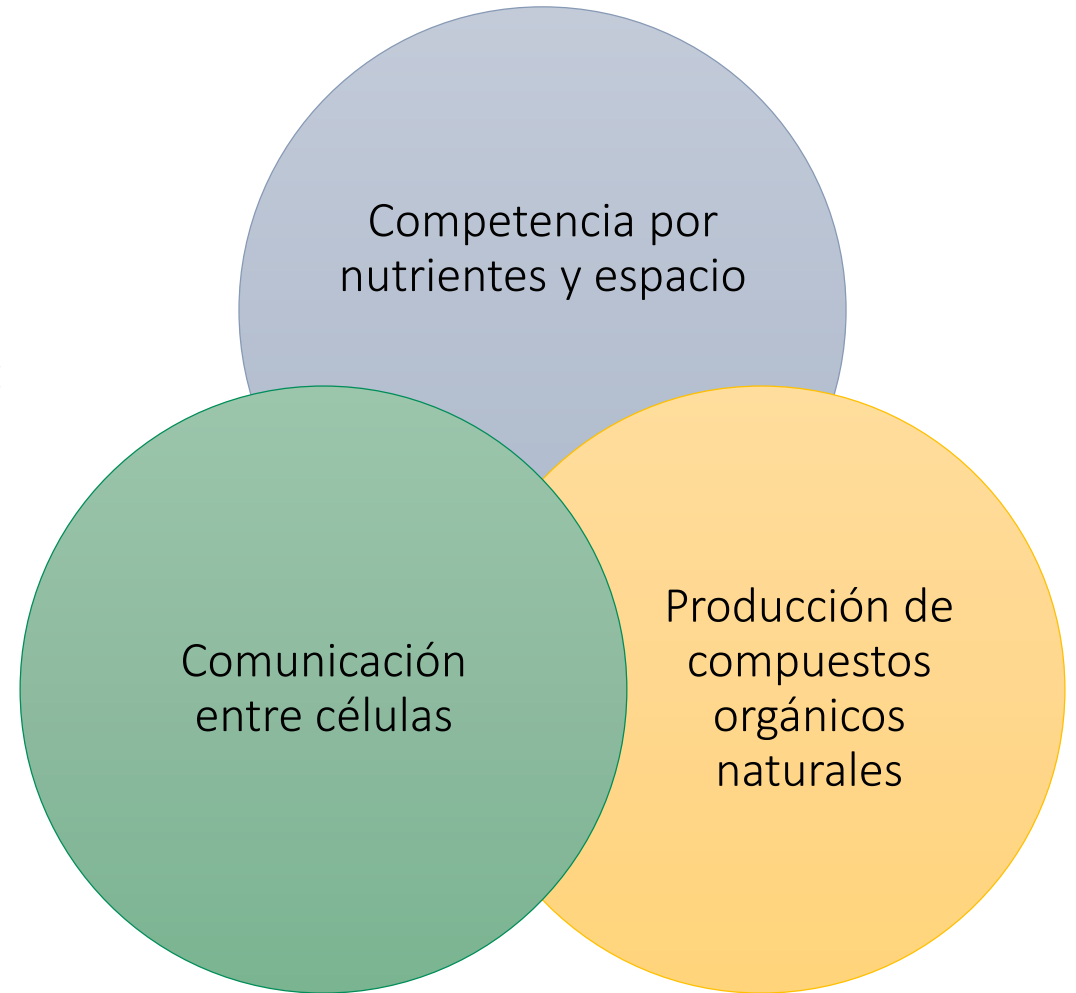 Competencia por
nutrientes y espacio
Comunicación
entre células
Producción de
compuestos
orgánicos
naturales